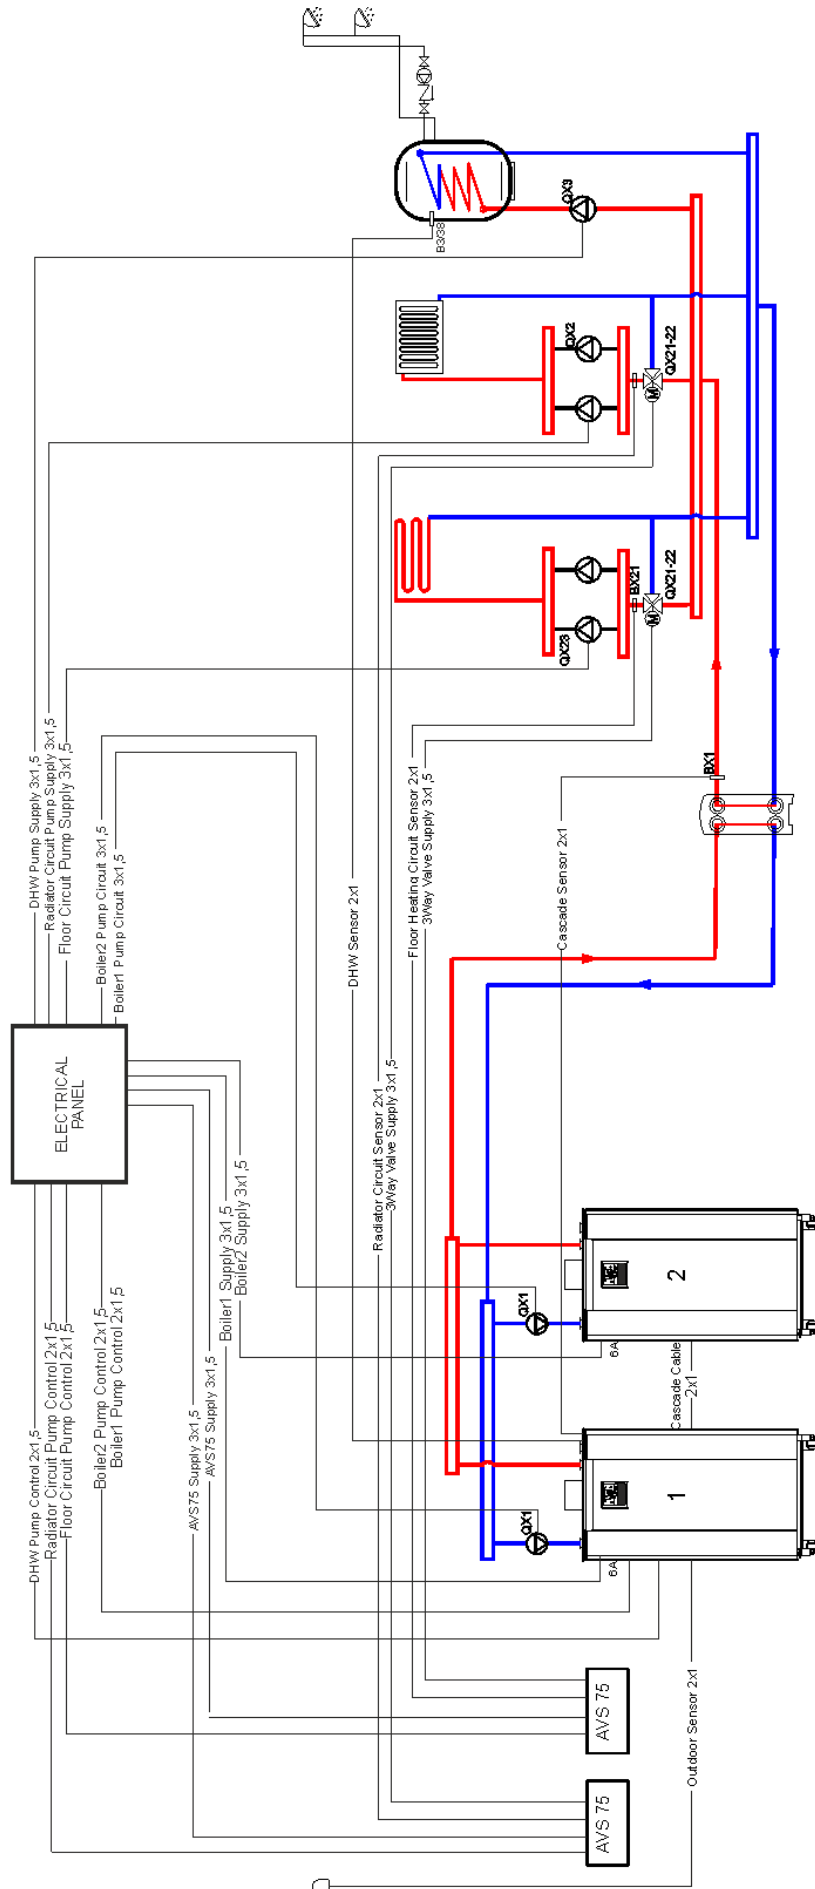 DHW Pump Supply 3x1,5
Radiator Circuit Pump Supply 3x1,5
Floor Circuit Pump Supply 3x1,5
Boiler2 Pump Circuit 3x1,5
Boiler1 Pump Circuit 3x1,5
ELECTRICAL
PANEL
DHW Pump Control 2x1,5
Radiator Circuit Pump Control 2x1,5
Floor Circuit Pump Control 2x1,5
Boiler2 Pump Control 2x1,5
Boiler1 Pump Control 2x1,5
AVS75 Supply 3x1,5
AVS75 Supply 3x1,5
Boiler1 Supply 3x1,5
Boiler2 Supply 3x1,5
DHW Sensor 2x1
Radiator Circuit Sensor 2x1
3Way Valve Supply 3x1,5
Floor Heating Circuit Sensor 2x1
3Way Valve Supply 3x1,5
Cascade Sensor 2x1
B3/38
QX3
QX2
QX21-22
M
QX23
BX21
QX21-22
M
BX1
QX1
QX1
6A
6A
2
1
Cascade Cable
2x1
Outdoor Sensor 2x1
AVS 75
AVS 75